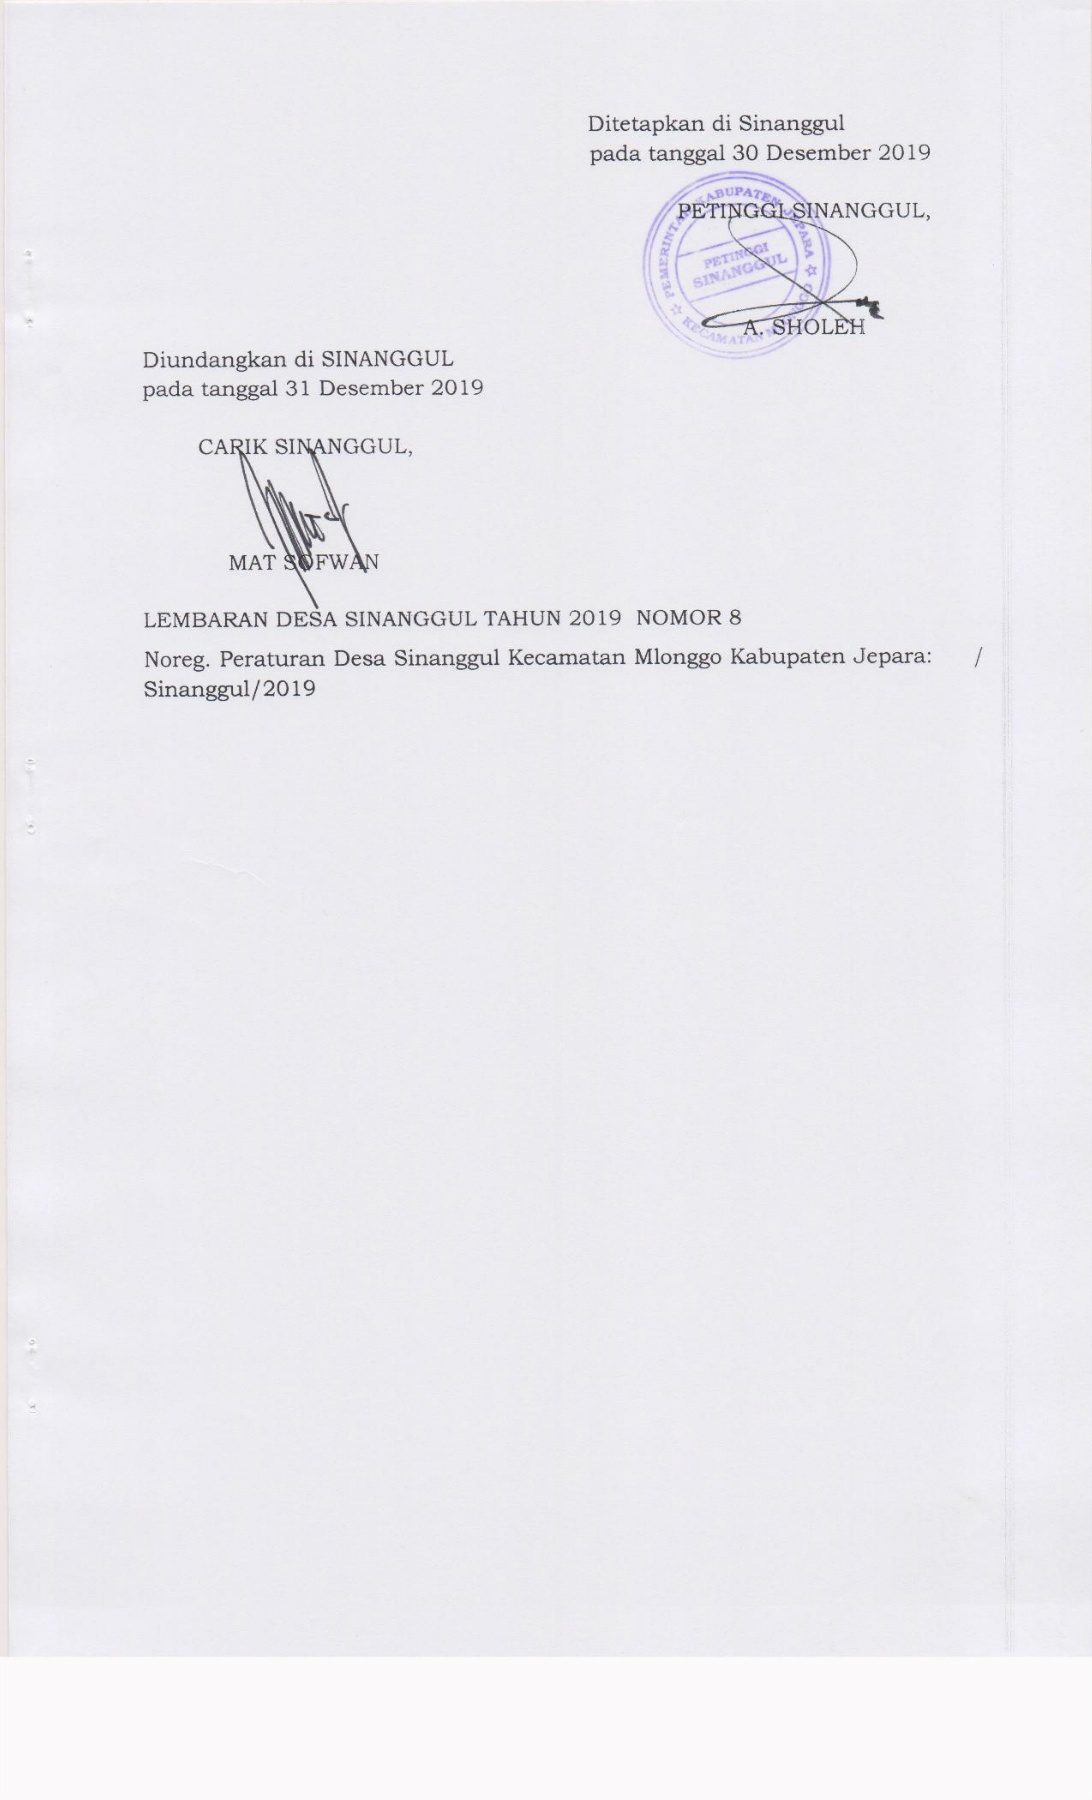 Ditetapkan di Sinanggul
pada tanggal 30 Desember 2019
PETINGGI SINANGGUL,
PEMERINTAH KABUPATEN JEPARA
PETINGGI
SINANGGUL
KECAMATAN MLONGGO
A. SHOLEH
Diundangkan di SINANGGUL
pada tanggal 31 Desember 2019
CARIK SINANGGUL,
MAT SOFWAN
LEMBARAN DESA SINANGGUL TAHUN 2019 NOMOR 8
Noreg. Peraturan Desa Sinanggul Kecamatan Mlonggo Kabupaten Jepara: /
Sinanggul/2019